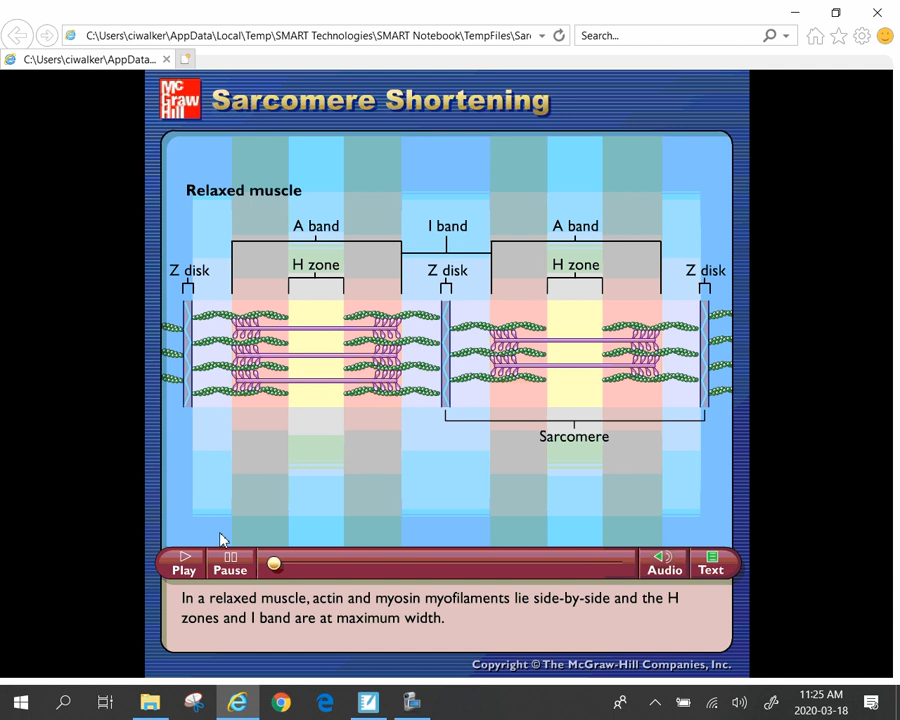 C:\Users\ciwalker\AppData\Local\Temp\SMART Technologies\SMART Notebook\TempFiles\Sar
Search...
C:\Users\ciwalker\AppData...
Mc
Graw
Hill
Sarcomere Shortening
Relaxed muscle
A band
I band
A band
H zone
H zone
Z disk
Z disk
Z disk
Sarcomere
Play
Pause
Audio
Text
In a relaxed muscle, actin and myosin myofilaments lie side-by-side and the H
zones and I band are at maximum width.
Copyright © The McGraw-Hill Companies, Inc.
11:25 AM
2020-03-18